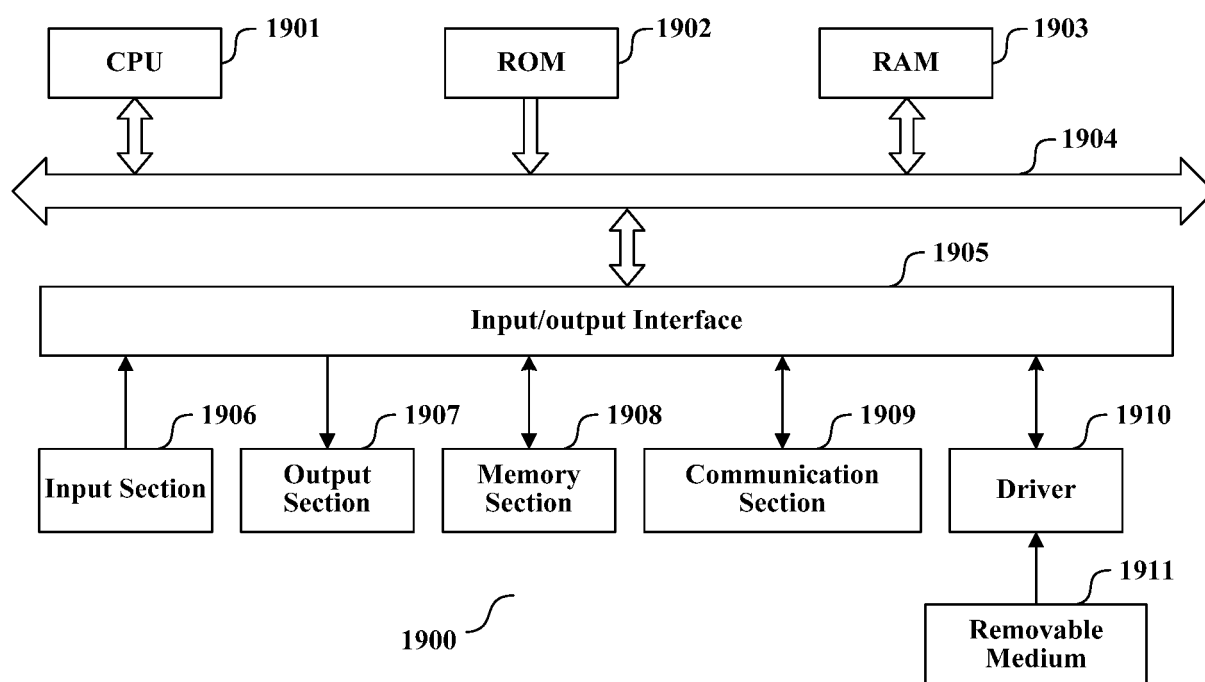 1901
1902
1903
CPU
ROM
RAM
1904
1905
Input/output Interface
1906
1907
1908
1909
1910
Input Section
Output
Section
Memory
Section
Communication
Section
Driver
1911
1900
Removable
Medium